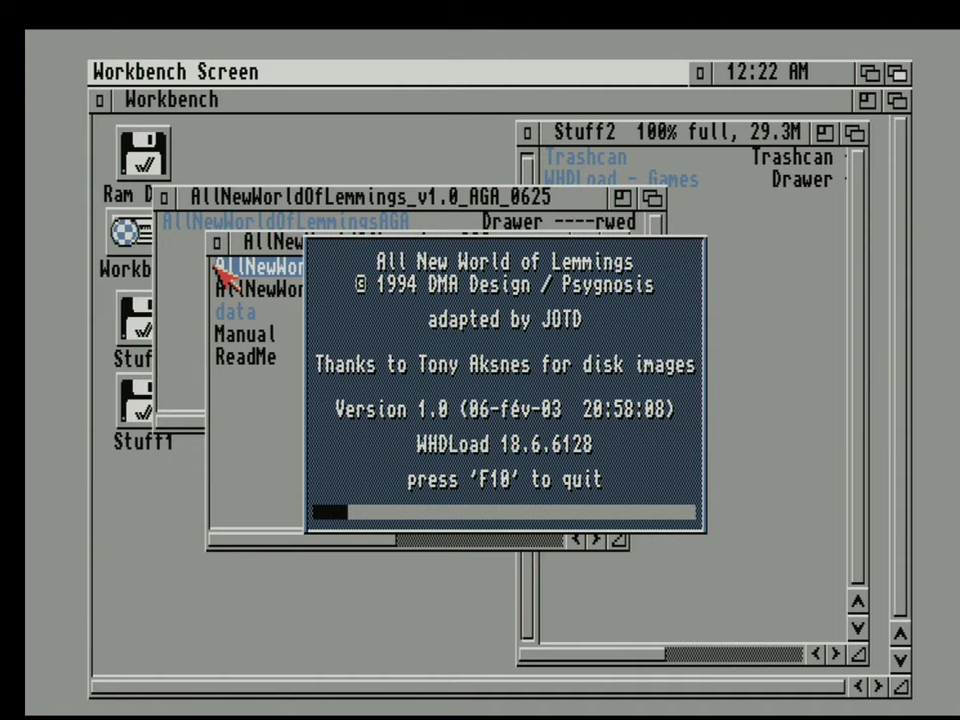 Workbench Screen
12:22 AM
Workbench
Stuff2 100% full, 29.3M
Trashcan Trashcan
WHDLoad - Games Drawer
Ram D
AllNewWorldOfLemmings_v1.0_AGA_0625
AllNewWorldOfLemmingsAGA Drawer ----rwed
AllNew
AllNewWor
AllNewWor
data
Manual
ReadMe
Workb
Stuf
Stuff1
All New World of Lemmings
© 1994 DMA Design / Psygnosis
adapted by JOTD
Thanks to Tony Aksnes for disk images
Version 1.0 (06-fév-03 20:58:08)
WHDLoad 18.6.6128
press 'F10' to quit